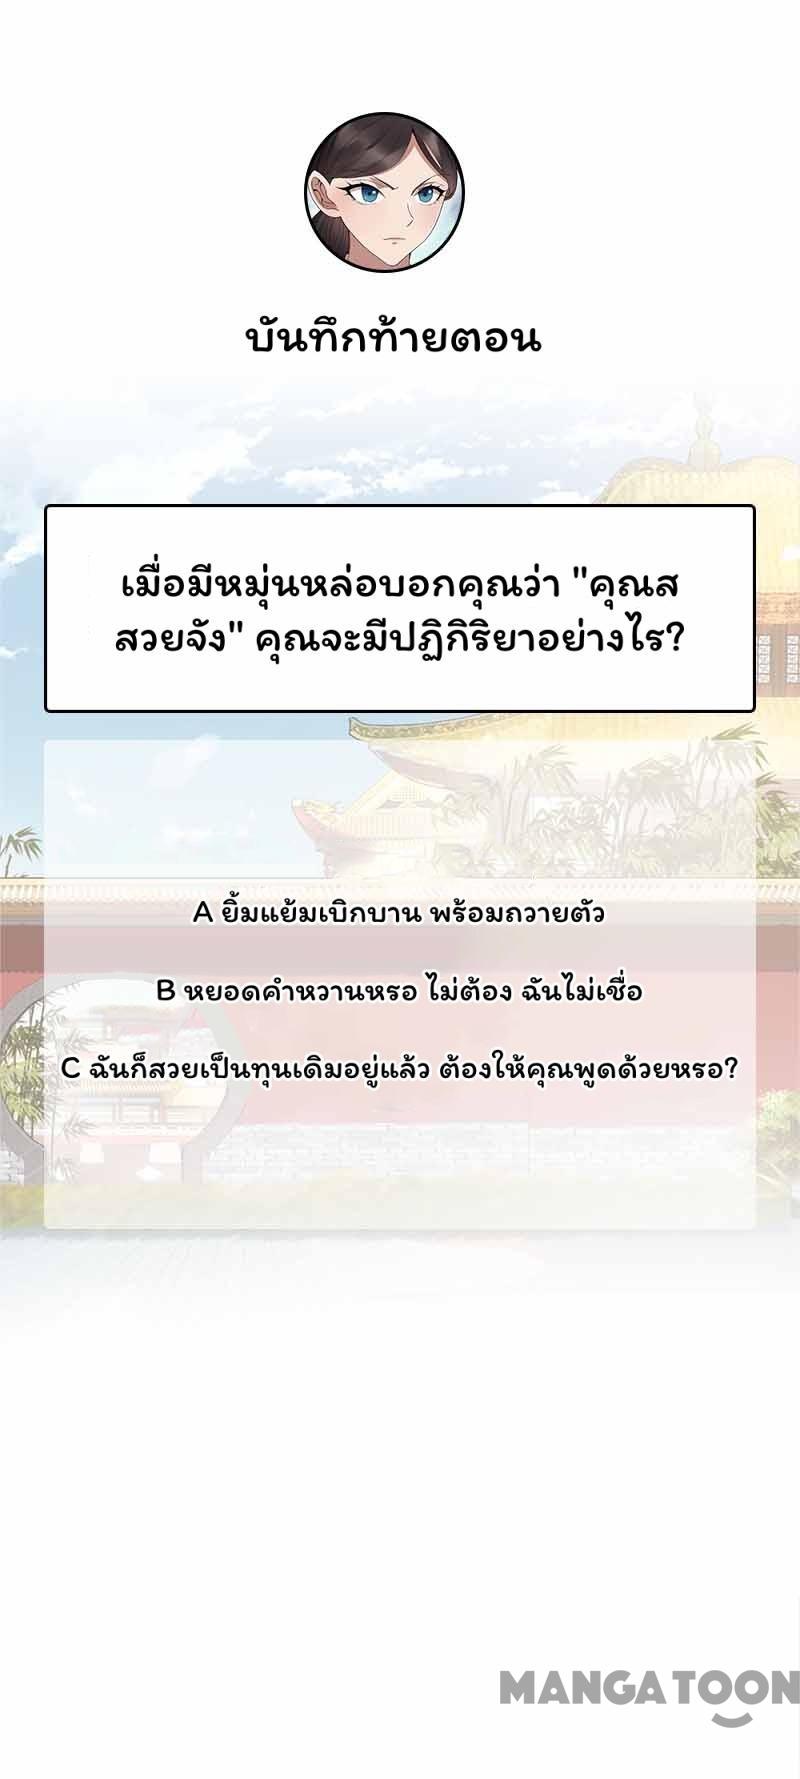 บันทึกท้ายตอน
เมื่อมีหมุ่นหล่อบอกคุณว่า "คุณส
สวยจัง" คุณจะมีปฏิกิริยาอย่างไร?
A ยิ้มแย้มเบิกบาน พร้อมถวายตัว
B หยอดคำหวานหรอ ไม่ต้อง ฉันไม่เชื่อ
C ฉันก็สวยเป็นทุนเดิมอยู่แล้ว ต้องให้คุณพูดด้วยหรอ?
MANGATOON